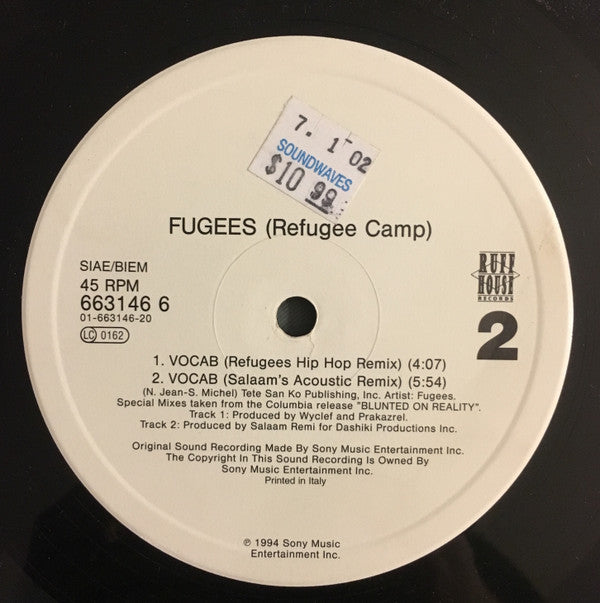 7. 1 02
SOUNDWAVES
$10 99
FUGEES (Refugee Camp)
SIAE/BIEM
45 RPM
663146 6
01-663146-20
LC 0162
RUFF
HOUSE
RECORDS
2
1. VOCAB (Refugees Hip Hop Remix) (4:07)
2. VOCAB (Salaam's Acoustic Remix) (5:54)
(N. Jean-S. Michel) Tete San Ko Publishing, Inc. Artist: Fugees.
Special Mixes taken from the Columbia release "BLUNTED ON REALITY".
Track 1: Produced by Wyclef and Prakazrel.
Track 2: Produced by Salaam Remi for Dashiki Productions Inc.
Original Sound Recording Made By Sony Music Entertainment Inc.
The Copyright In This Sound Recording Is Owned By
Sony Music Entertainment Inc.
Printed in Italy
℗ 1994 Sony Music
Entertainment Inc.